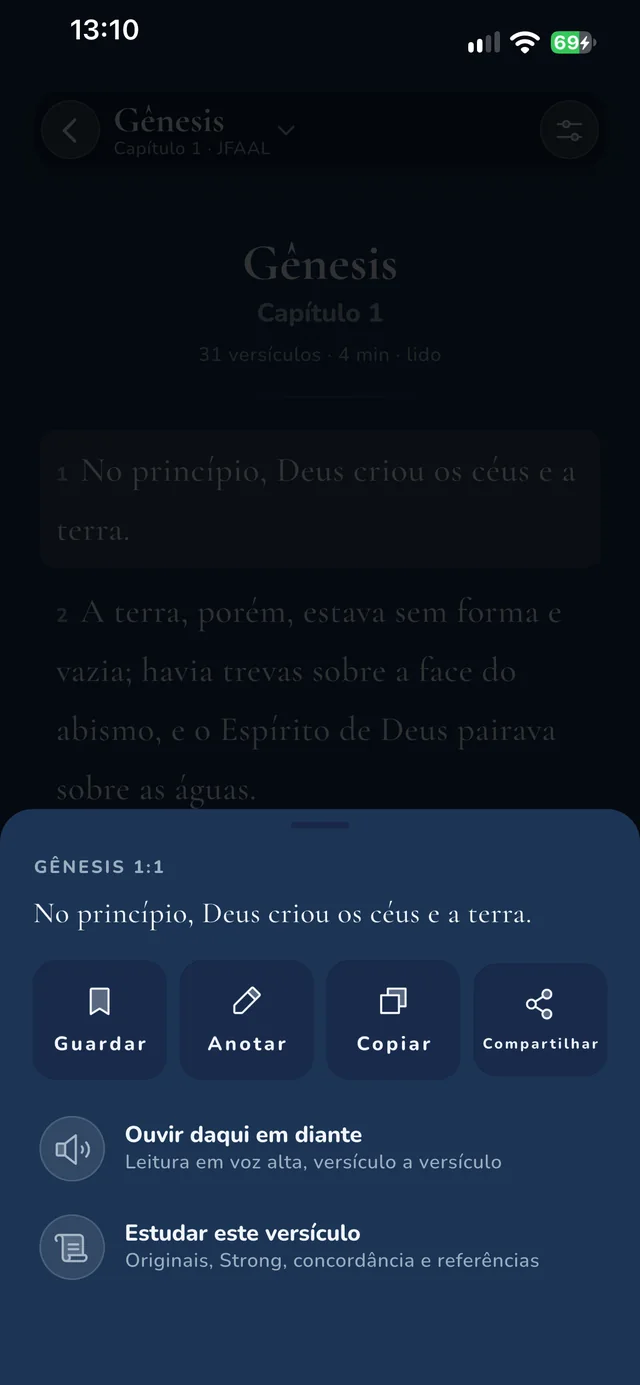 13:10
69
Gênesis
Capítulo 1 · JFAAL
Gênesis
Capítulo 1
31 versículos · 4 min · lido
1 No princípio, Deus criou os céus e a
terra.
2 A terra, porém, estava sem forma e
vazia; havia trevas sobre a face do
abismo, e o Espírito de Deus pairava
sobre as águas.
GÊNESIS 1:1
No princípio, Deus criou os céus e a terra.
Guardar
Anotar
Copiar
Compartilhar
Ouvir daqui em diante
Leitura em voz alta, versículo a versículo
Estudar este versículo
Originais, Strong, concordância e referências